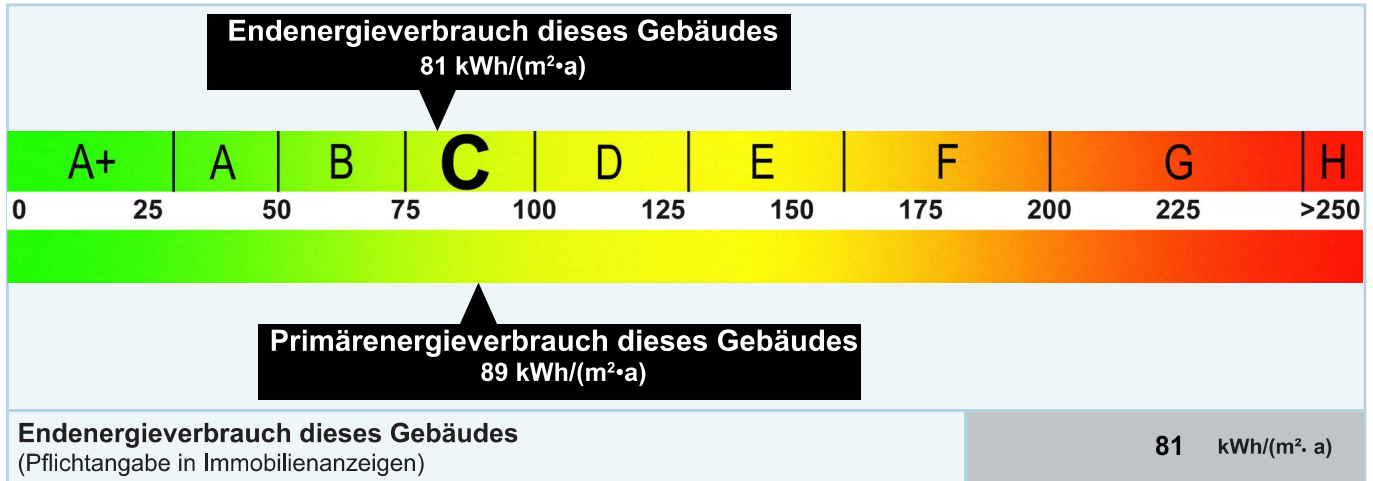 Endenergieverbrauch dieses Gebäudes
81 kWh/(m²•a)
A+ A B C D E F G H
0 25 50 75 100 125 150 175 200 225 >250
Primärenergieverbrauch dieses Gebäudes
89 kWh/(m²•a)
Endenergieverbrauch dieses Gebäudes
(Pflichtangabe in Immobilienanzeigen)
81 kWh/(m². a)